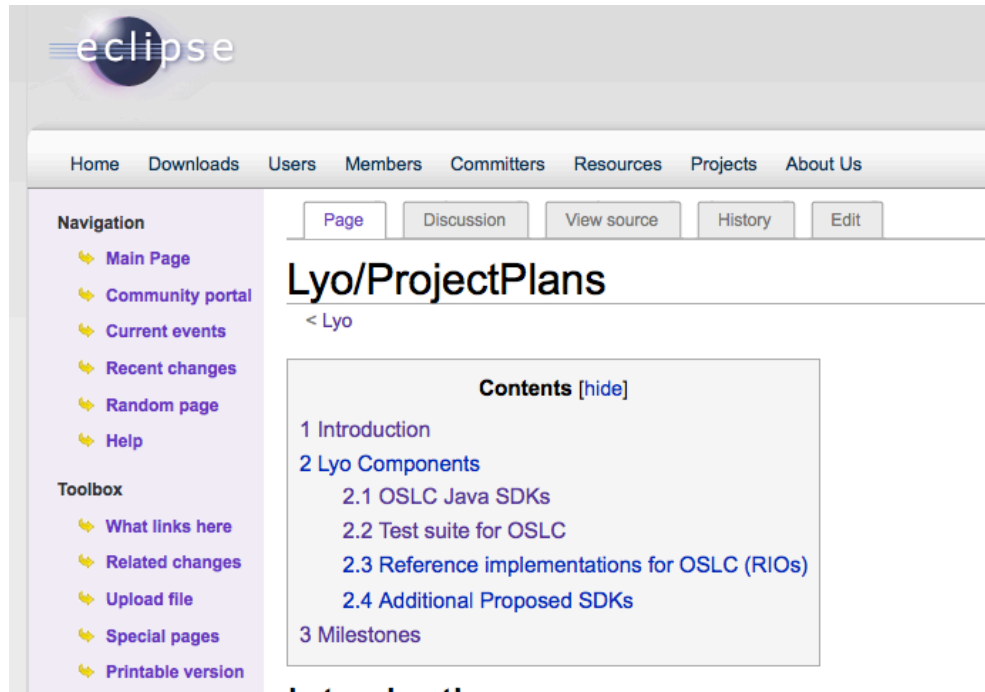 eclipse
Home Downloads Users Members Committers Resources Projects About Us
Navigation
Main Page
Community portal
Current events
Recent changes
Random page
Help
Toolbox
What links here
Related changes
Upload file
Special pages
Printable version
Page Discussion View source History Edit
Lyo/ProjectPlans
< Lyo
Contents [hide]
1 Introduction
2 Lyo Components
2.1 OSLC Java SDKs
2.2 Test suite for OSLC
2.3 Reference implementations for OSLC (RIOs)
2.4 Additional Proposed SDKs
3 Milestones